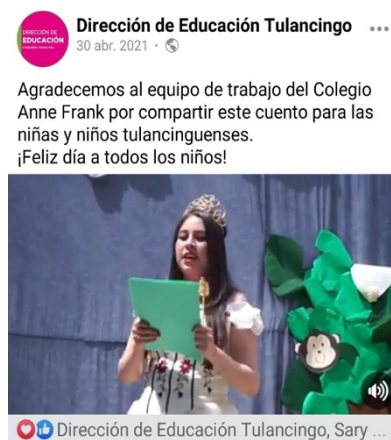 DIRECCIÓN DE
EDUCACIÓN
Dirección de Educación Tulancingo
30 abr. 2021 ·
Agradecemos al equipo de trabajo del Colegio
Anne Frank por compartir este cuento para las
niñas y niños tulancinguenses.
¡Feliz día a todos los niños!
Dirección de Educación Tulancingo, Sary ...